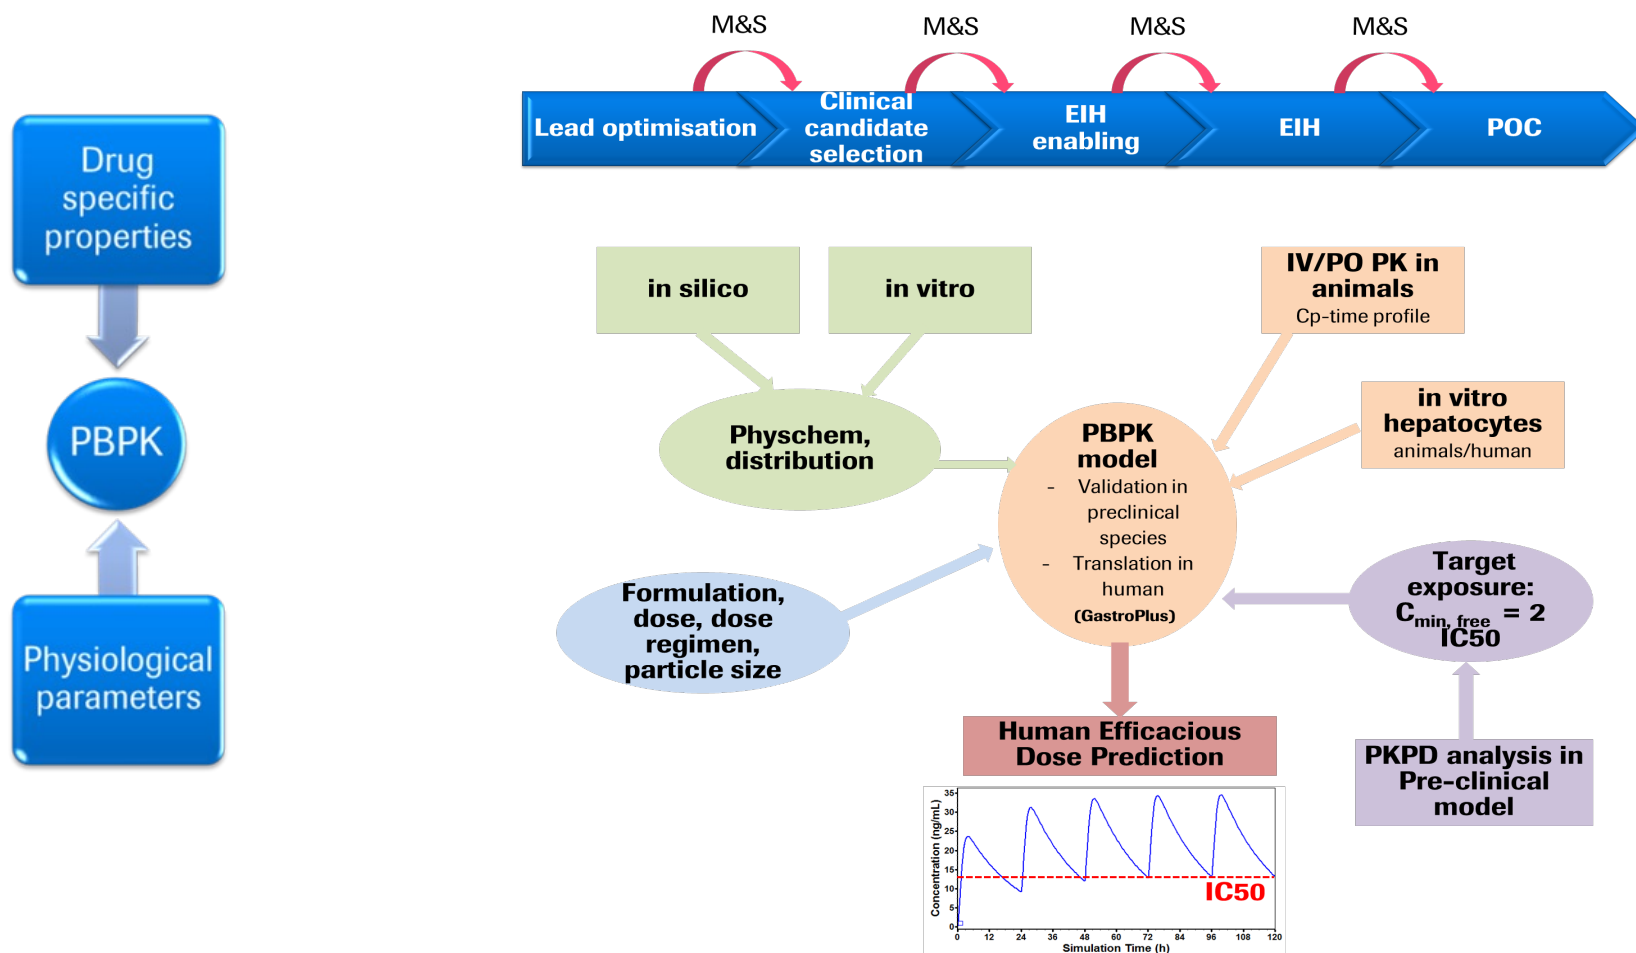 M&S
M&S
M&S
M&S
Lead optimisation
Clinical
candidate
selection
EIH
enabling
EIH
POC
Drug
specific
properties
PBPK
Physiological
parameters
in silico
in vitro
IV/PO PK in
animals
Cp-time profile
in vitro
hepatocytes
animals/human
Physchem,
distribution
PBPK
model
- Validation in
preclinical
species
- Translation in
human
(GastroPlus)
Formulation,
dose, dose
regimen,
particle size
Target
exposure:
Cmin, free = 2
IC50
Human Efficacious
Dose Prediction
PKPD analysis in
Pre-clinical
model
Concentration (ng/mL)
35
30
25
20
15
10
5
0
IC50
0 12 24 36 48 60 72 84 96 108 120
Simulation Time (h)